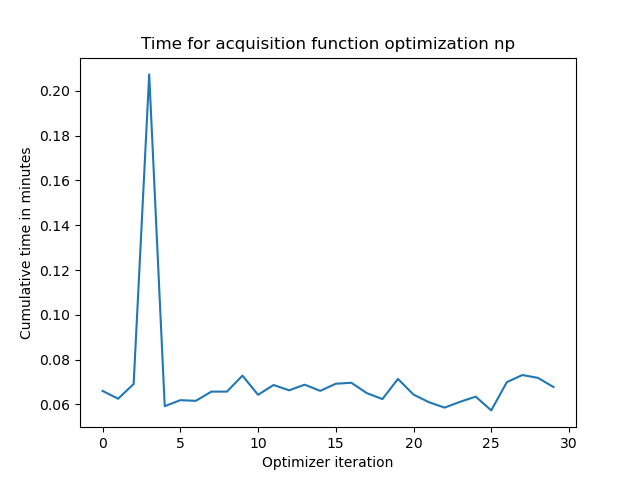 Time for acquisition function optimization np
Cumulative time in minutes
0.20
0.18
0.16
0.14
0.12
0.10
0.08
0.06
0 5 10 15 20 25 30
Optimizer iteration